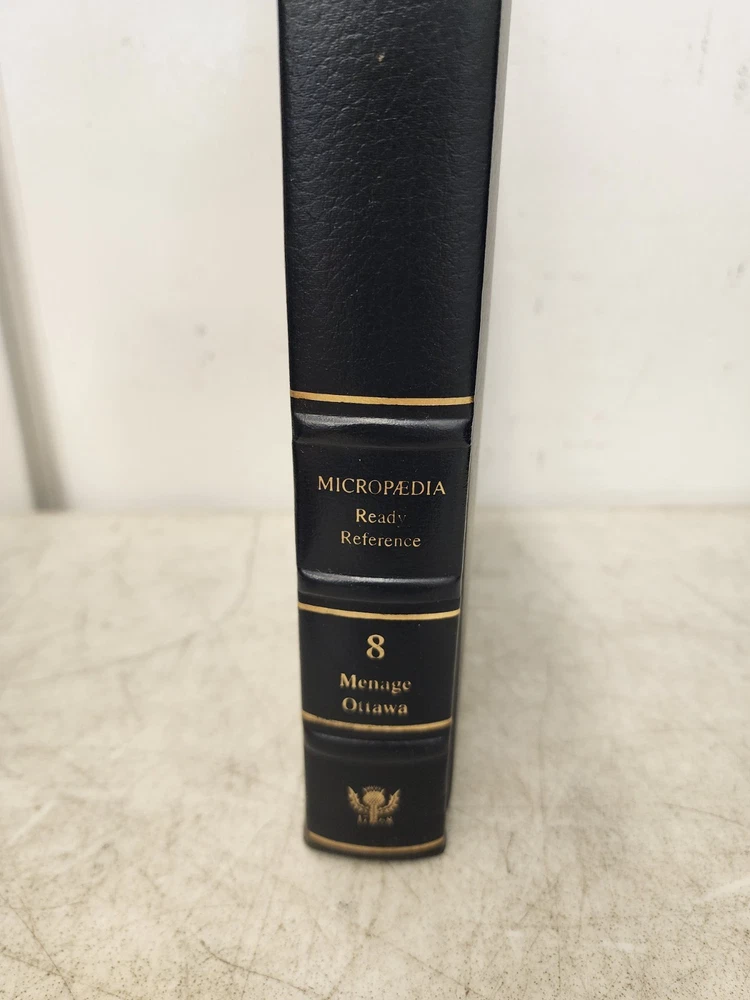 MICROPÆDIA
Ready
Reference
8
Menage
Ottawa